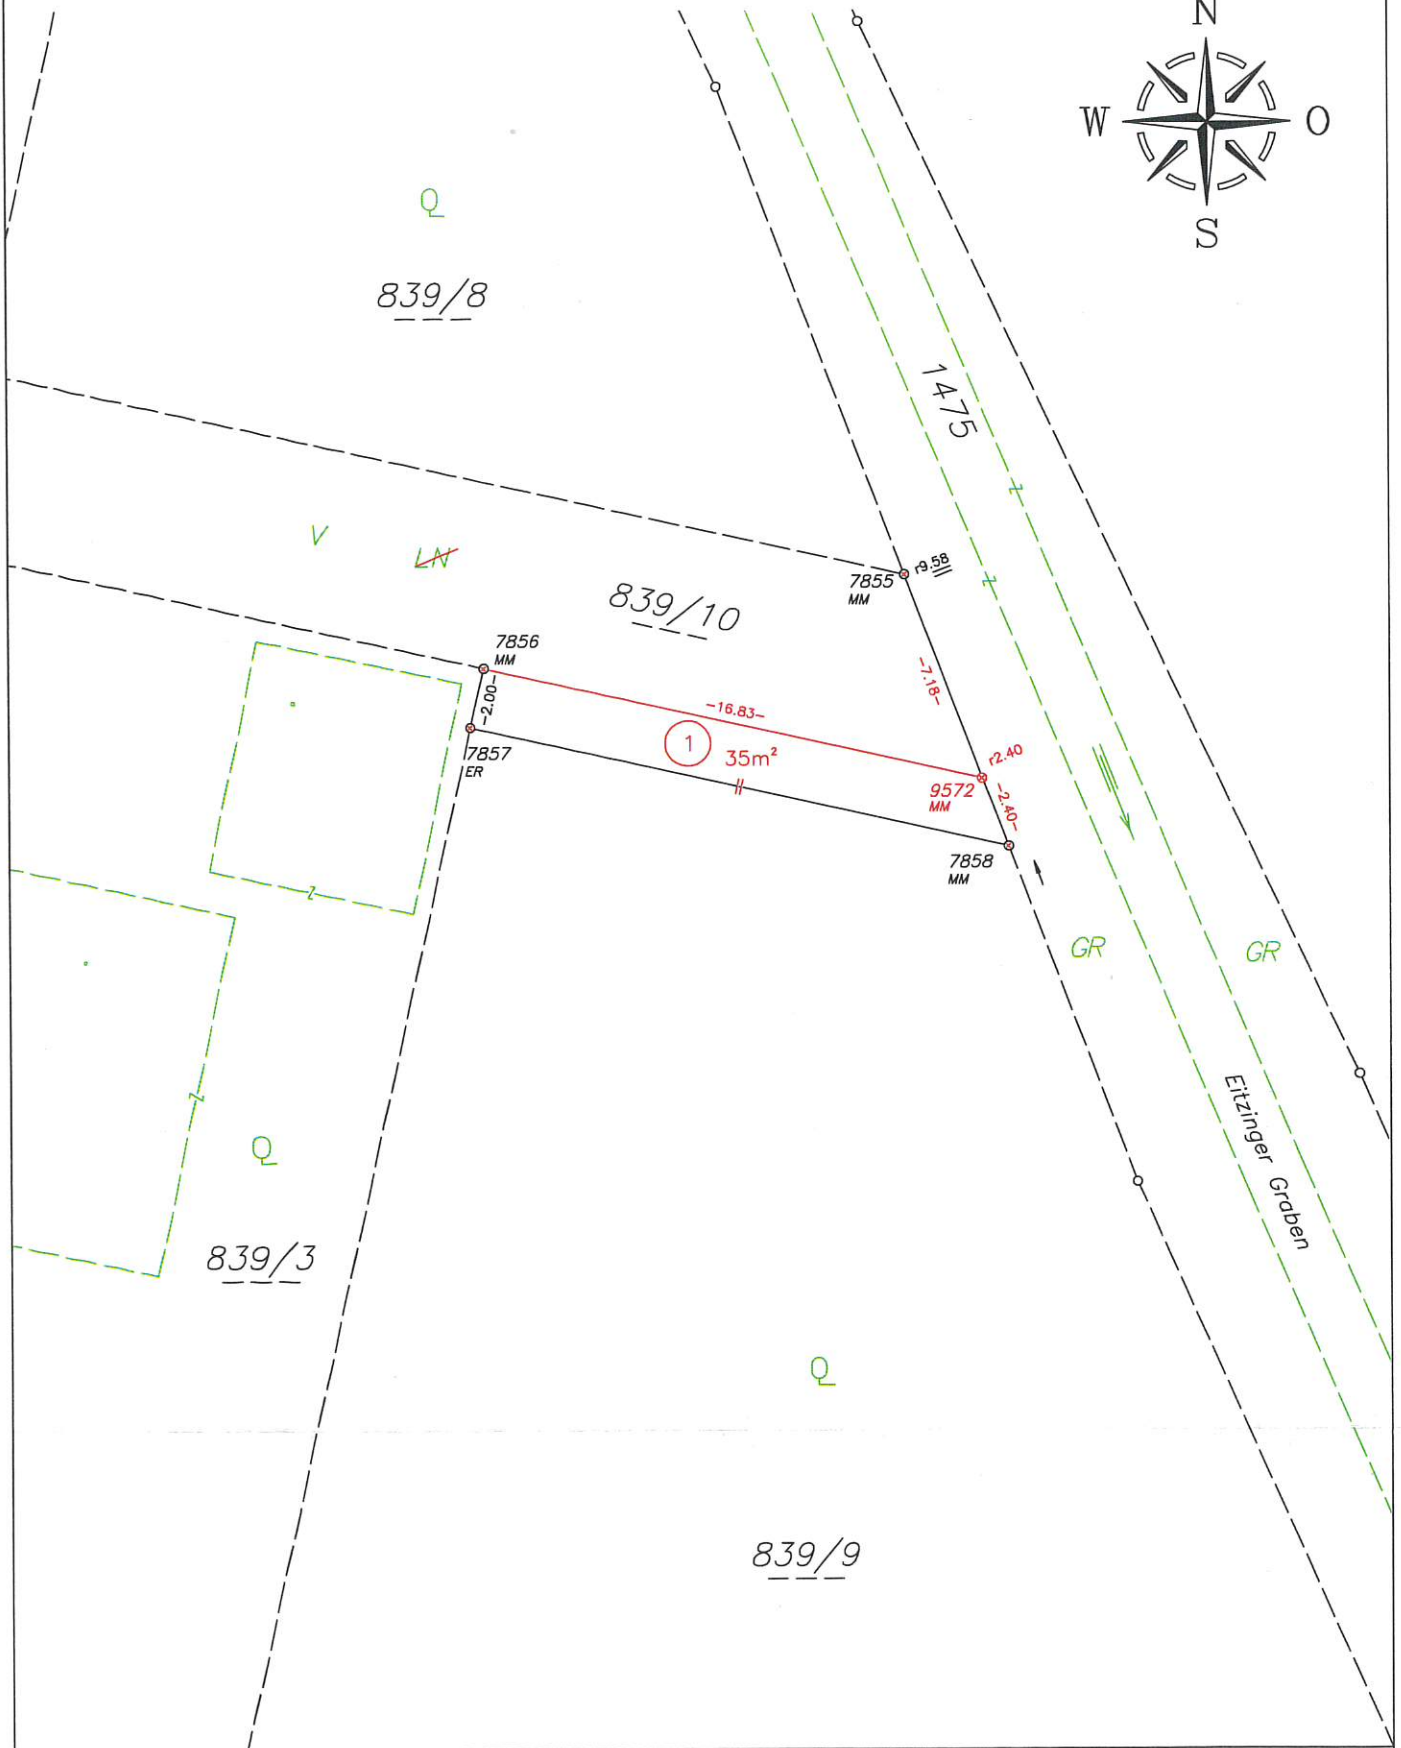 N
W
O
S
Q
839/8
1475
V
LN
r9.58
7855
MM
839/10
7856
MM
-2.00-
-7.18-
-16.83-
1
35m²
r2.40
7857
ER
9572
MM
-2.40-
7858
MM
GR
GR
Eitzinger Graben
Q
839/3
Q
839/9